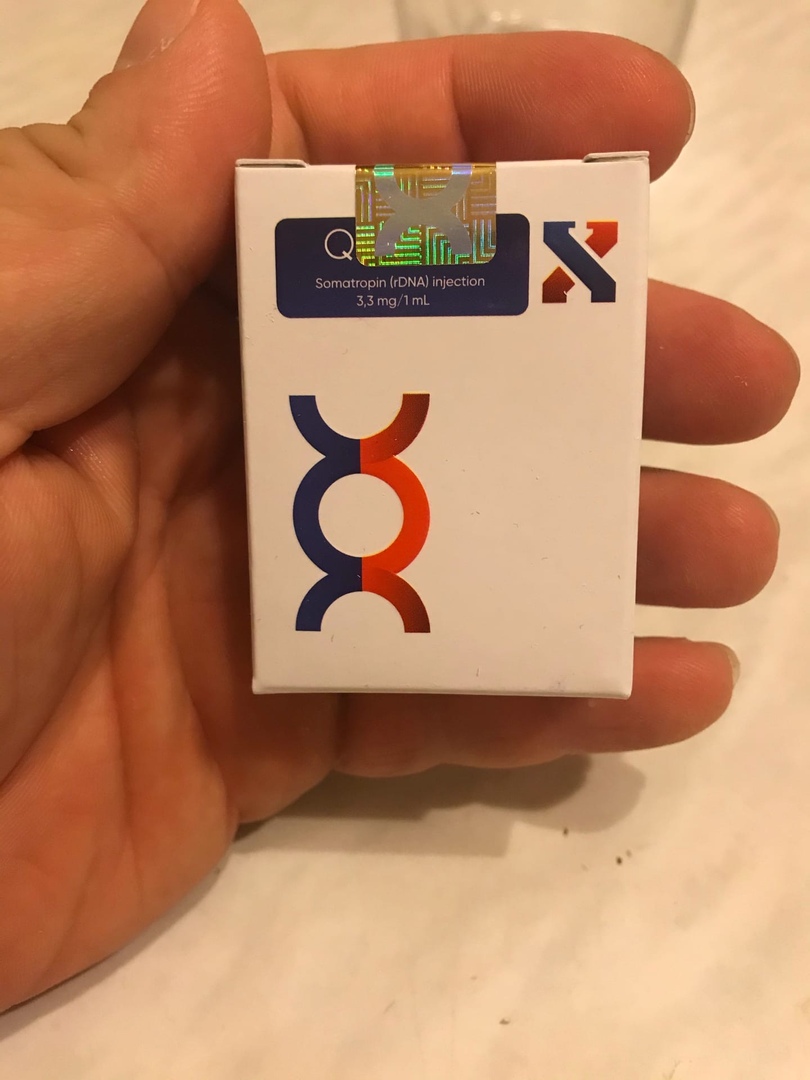 Q
Somatropin (rDNA) injection
3,3 mg/1 mL